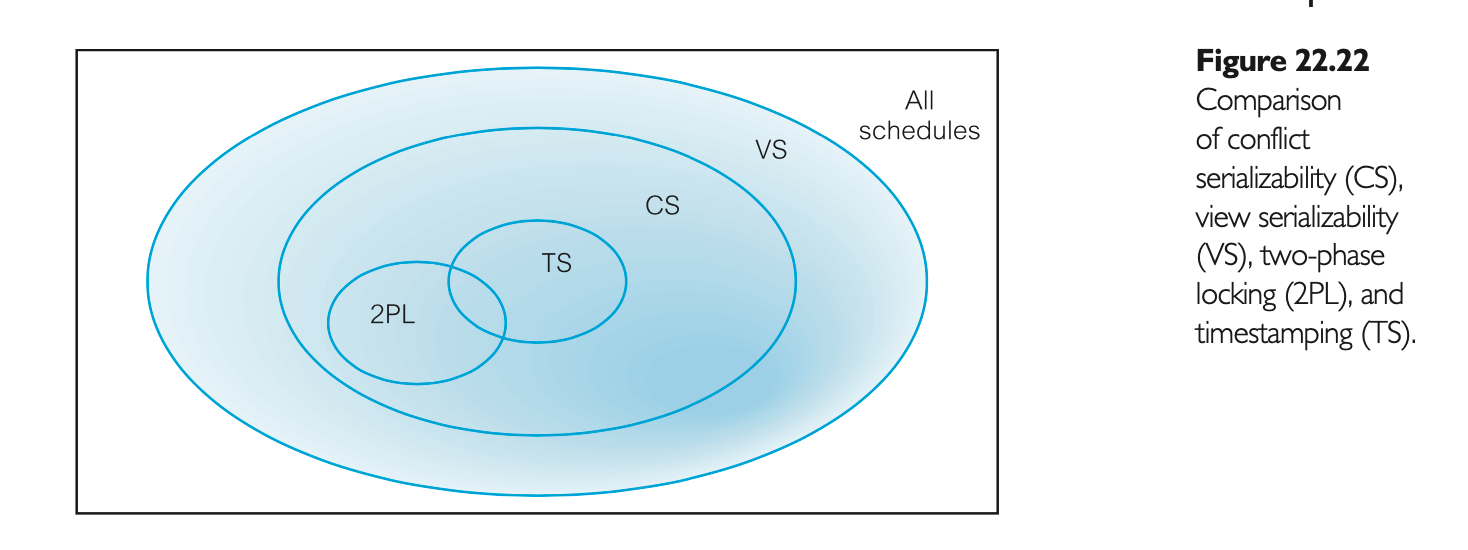 All
schedules
VS
CS
TS
2PL
Figure 22.22
Comparison
of conflict
serializability (CS),
view serializability
(VS), two-phase
locking (2PL), and
timestamping (TS).